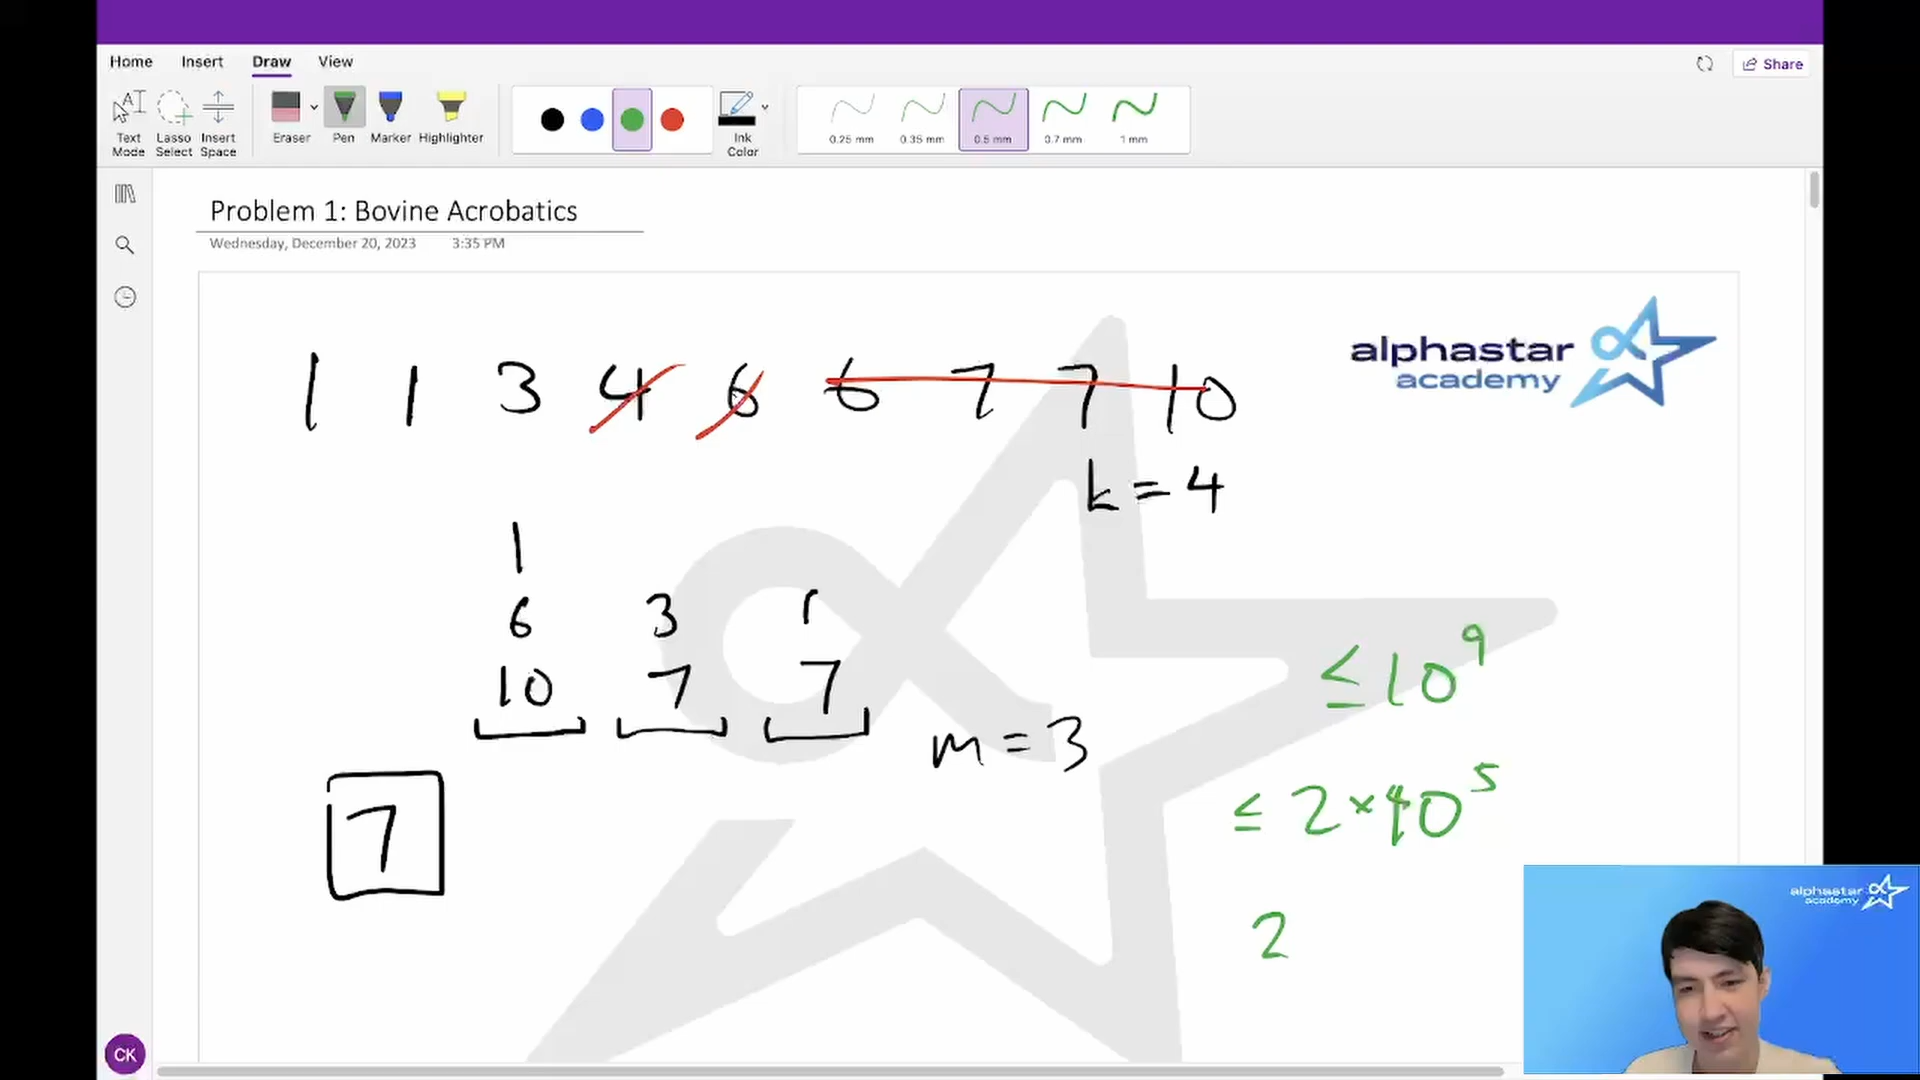 Home Insert Draw View
Share
Text Mode
Lasso Select
Insert Space
Eraser
Pen
Marker
Highlighter
Ink Color
0.25 mm
0.35 mm
0.5 mm
0.7 mm
1 mm
Problem 1: Bovine Acrobatics
Wednesday, December 20, 2023 3:35 PM
alphastar academy
1 1 3 4 6 6 7 7 10
k = 4
1
6 3 1
10 7 7
m = 3
7
≤ 10⁹
≤ 2 × 10⁵
2
alphastar academy
CK